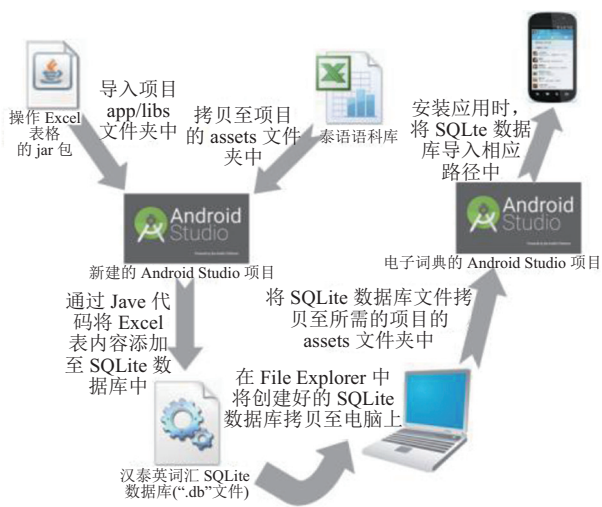 操作 Excel
表格
的 jar 包
导入项目
app/libs
文件夹中
拷贝至项目
的 assets 文件
夹中
泰语语科库
安装应用时，
将 SQLte 数据
库导入相应
路径中
Android
Studio
新建的 Android Studio 项目
Android
Studio
电子词典的 Android Studio 项目
通过 Jave 代
码将 Excel
表内容添加
至 SQLite 数
据库中
将 SQLite 数据库文件拷
贝至所需的项目的
assets 文件夹中
在 File Explorer 中
将创建好的 SQLite
数据库拷贝至电脑上
汉泰英词汇 SQLite
数据库(“.db”文件)